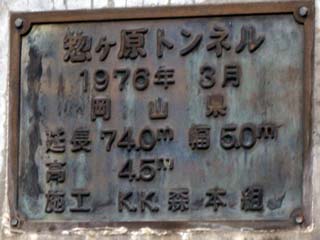 惣ヶ原トンネル
1976年 3月
岡山県
延長 74.0m 幅 5.0m
高 4.5m
施工 K.K. 森本組